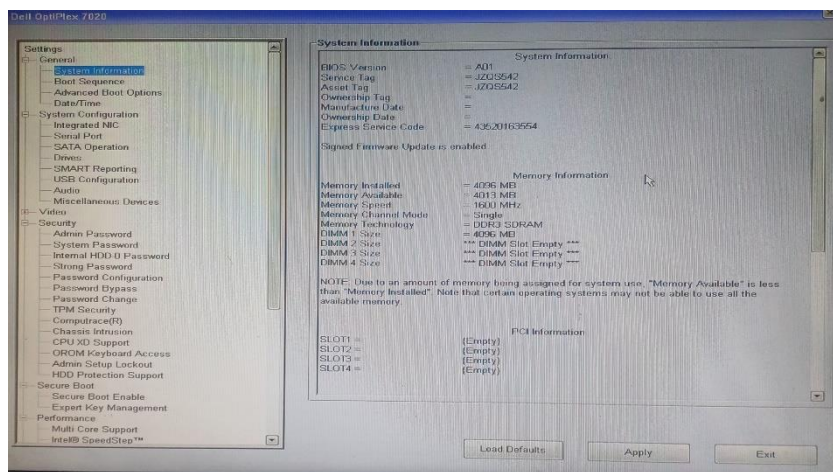 Dell OptiPlex 7020
Settings
General
System Information
Boot Sequence
Advanced Boot Options
Date/Time
System Configuration
Integrated NIC
Serial Port
SATA Operation
Drives
SMART Reporting
USB Configuration
Audio
Miscellaneous Devices
Video
Security
Admin Password
System Password
Internal HDD-0 Password
Strong Password
Password Configuration
Password Bypass
Password Change
TPM Security
Computrace(R)
Chassis Intrusion
CPU XD Support
OROM Keyboard Access
Admin Setup Lockout
HDD Protection Support
Secure Boot
Secure Boot Enable
Expert Key Management
Performance
Multi Core Support
Intel® SpeedStep™
System Information
System Information
BIOS Version = A01
Service Tag = JZQS542
Asset Tag = JZQS542
Ownership Tag =
Manufacture Date =
Ownership Date =
Express Service Code = 43520163554
Signed Firmware Update is enabled
Memory Information
Memory Installed = 4096 MB
Memory Available = 4013 MB
Memory Speed = 1600 MHz
Memory Channel Mode = Single
Memory Technology = DDR3 SDRAM
DIMM 1 Size = 4096 MB
DIMM 2 Size *** DIMM Slot Empty ***
DIMM 3 Size *** DIMM Slot Empty ***
DIMM 4 Size *** DIMM Slot Empty ***
NOTE: Due to an amount of memory being assigned for system use, "Memory Available" is less
than "Memory Installed". Note that certain operating systems may not be able to use all the
available memory.
PCI Information
SLOT1 = (Empty)
SLOT2 = (Empty)
SLOT3 = (Empty)
SLOT4 = (Empty)
Load Defaults
Apply
Exit